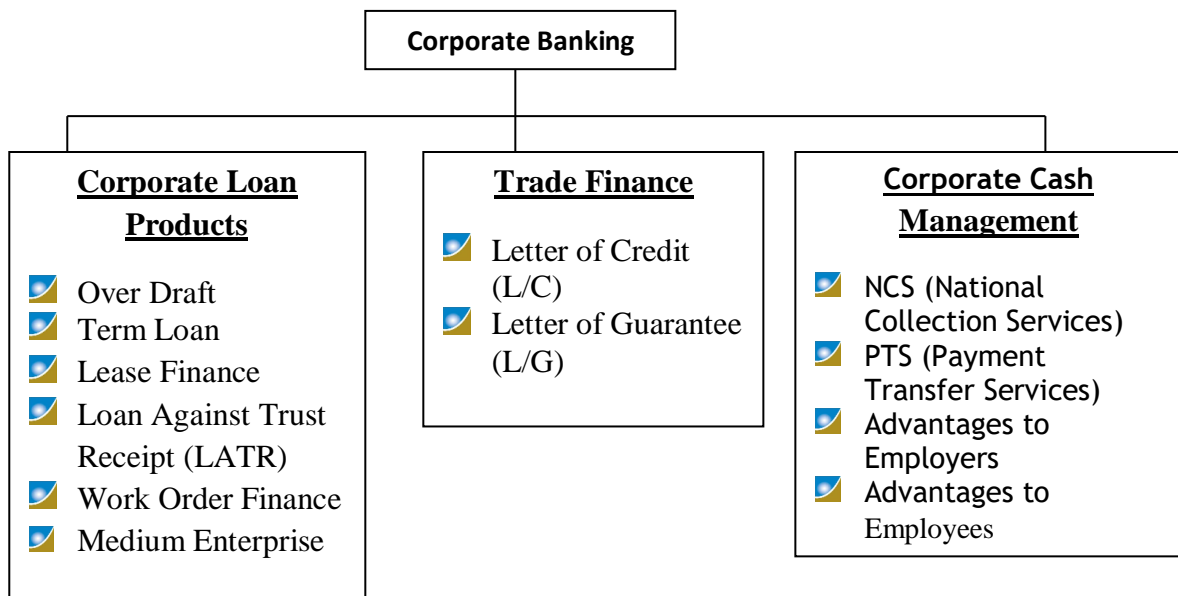 Corporate Banking
Corporate Loan
Products
Over Draft
Term Loan
Lease Finance
Loan Against Trust
Receipt (LATR)
Work Order Finance
Medium Enterprise
Trade Finance
Letter of Credit
(L/C)
Letter of Guarantee
(L/G)
Corporate Cash
Management
NCS (National
Collection Services)
PTS (Payment
Transfer Services)
Advantages to
Employers
Advantages to
Employees